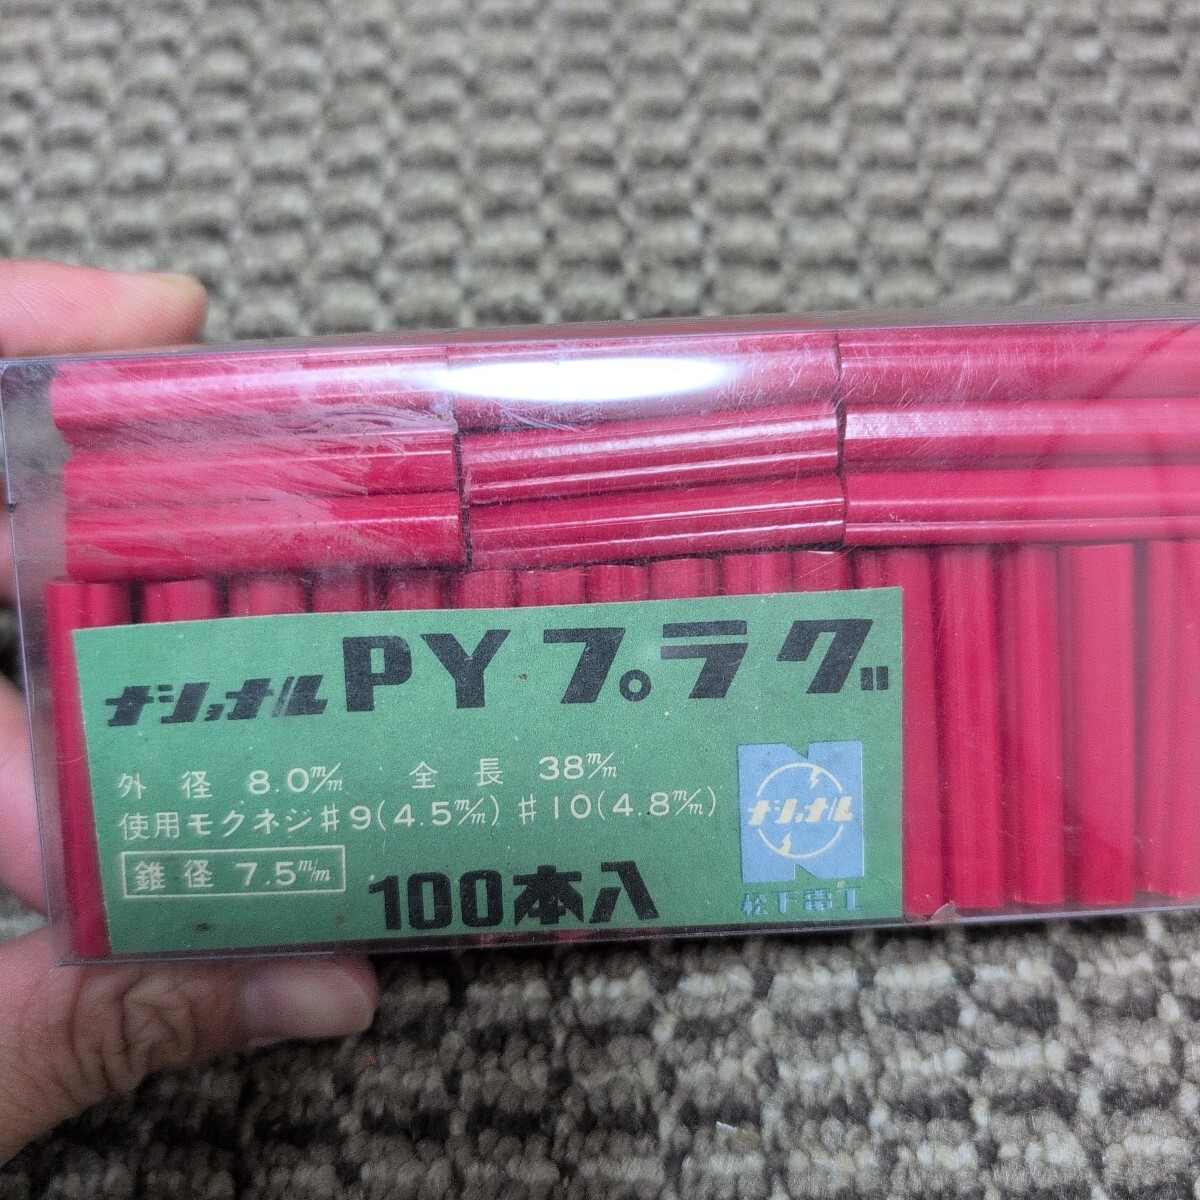 ナショナル PY プラグ
外径 8.0m/m 全長 38m/m
使用モクネジ #9(4.5m/m) #10(4.8m/m)
錐径 7.5m/m
100本入
N
ナショナル
松下電工